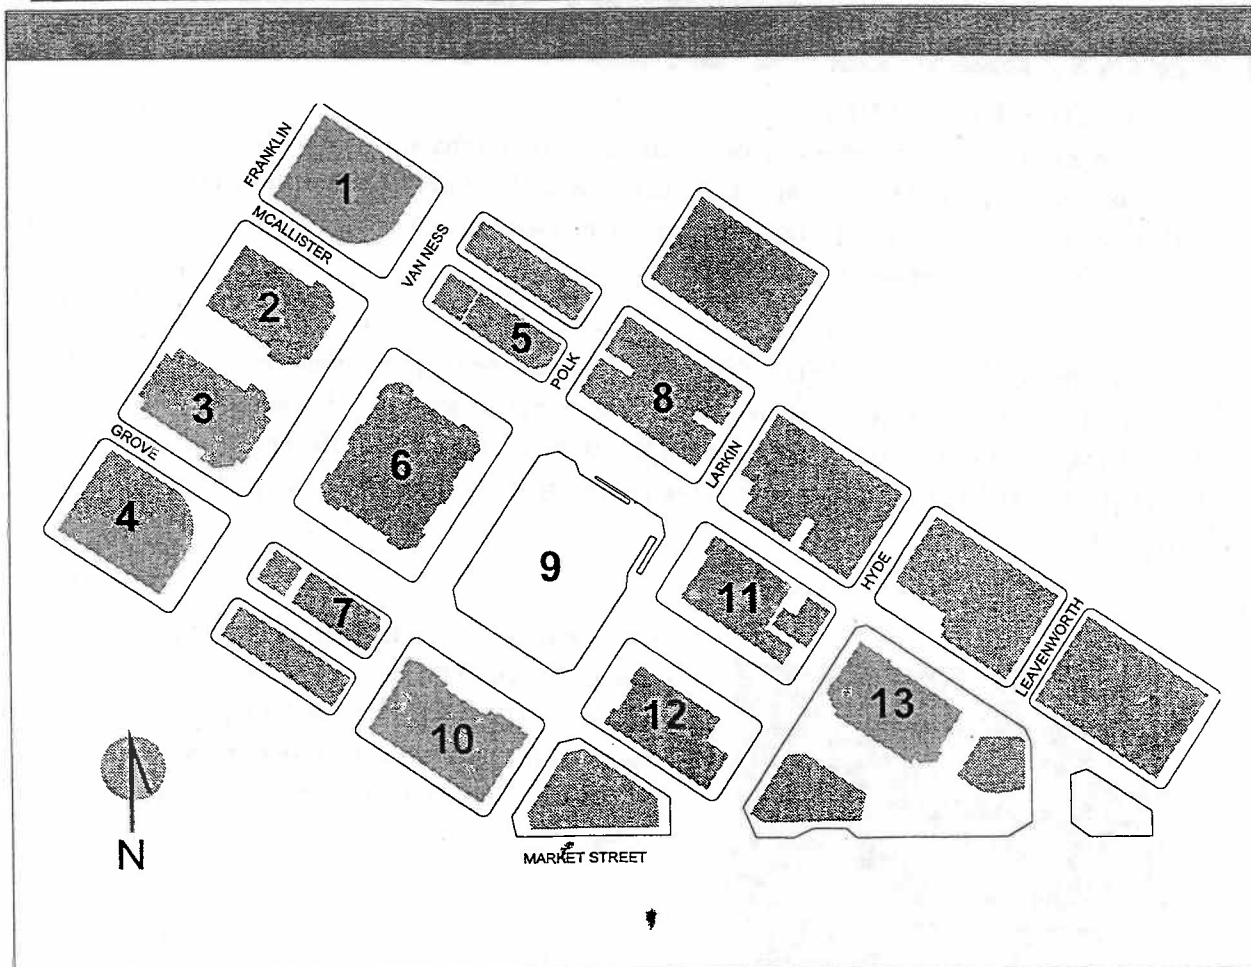 FRANKLIN
1
MCALLISTER
VAN NESS
2
5
POLK
3
8
GROVE
6
LARKIN
4
9
HYDE
11
7
LEAVENWORTH
13
12
10
N
MARKET STREET